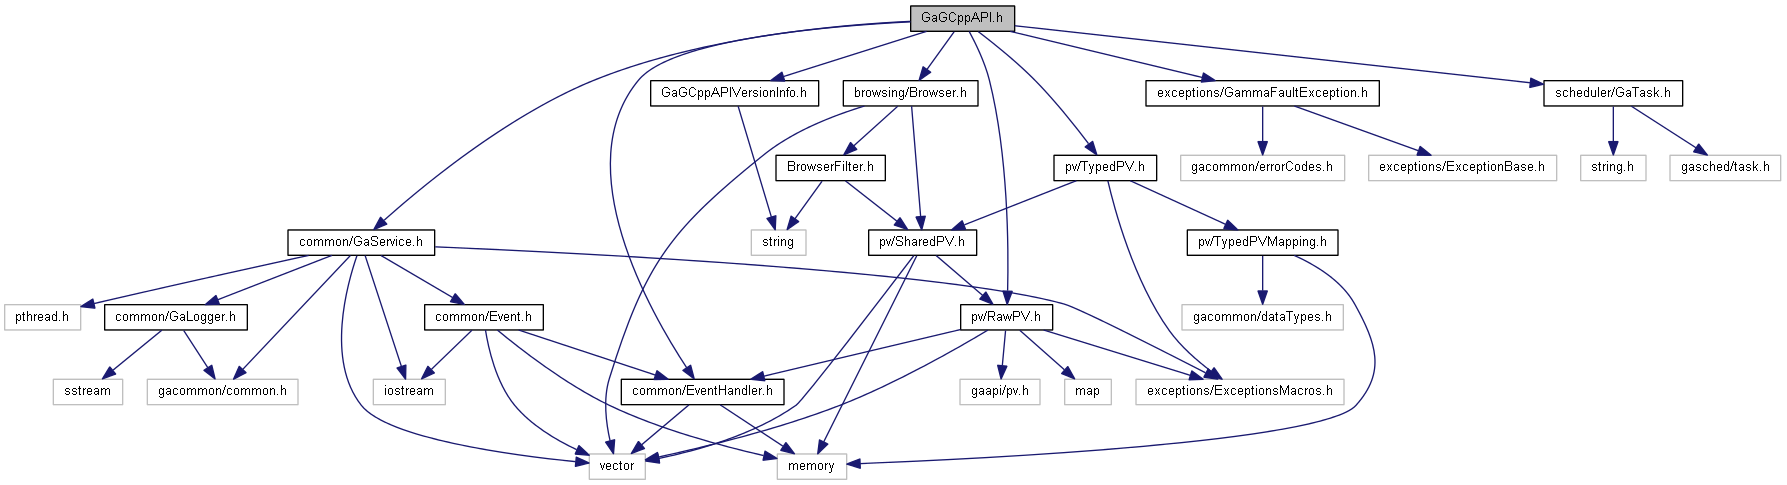 GaGCppAPI.h
GaGCppAPIVersionInfo.h
browsing/Browser.h
exceptions/GammaFaultException.h
scheduler/GaTask.h
BrowserFilter.h
pv/TypedPV.h
gacommon/errorCodes.h
exceptions/ExceptionBase.h
string.h
gasched/task.h
common/GaService.h
string
pv/SharedPV.h
pv/TypedPVMapping.h
pthread.h
common/GaLogger.h
common/Event.h
pv/RawPV.h
gacommon/dataTypes.h
sstream
gacommon/common.h
iostream
common/EventHandler.h
gaapi/pv.h
map
exceptions/ExceptionsMacros.h
vector
memory